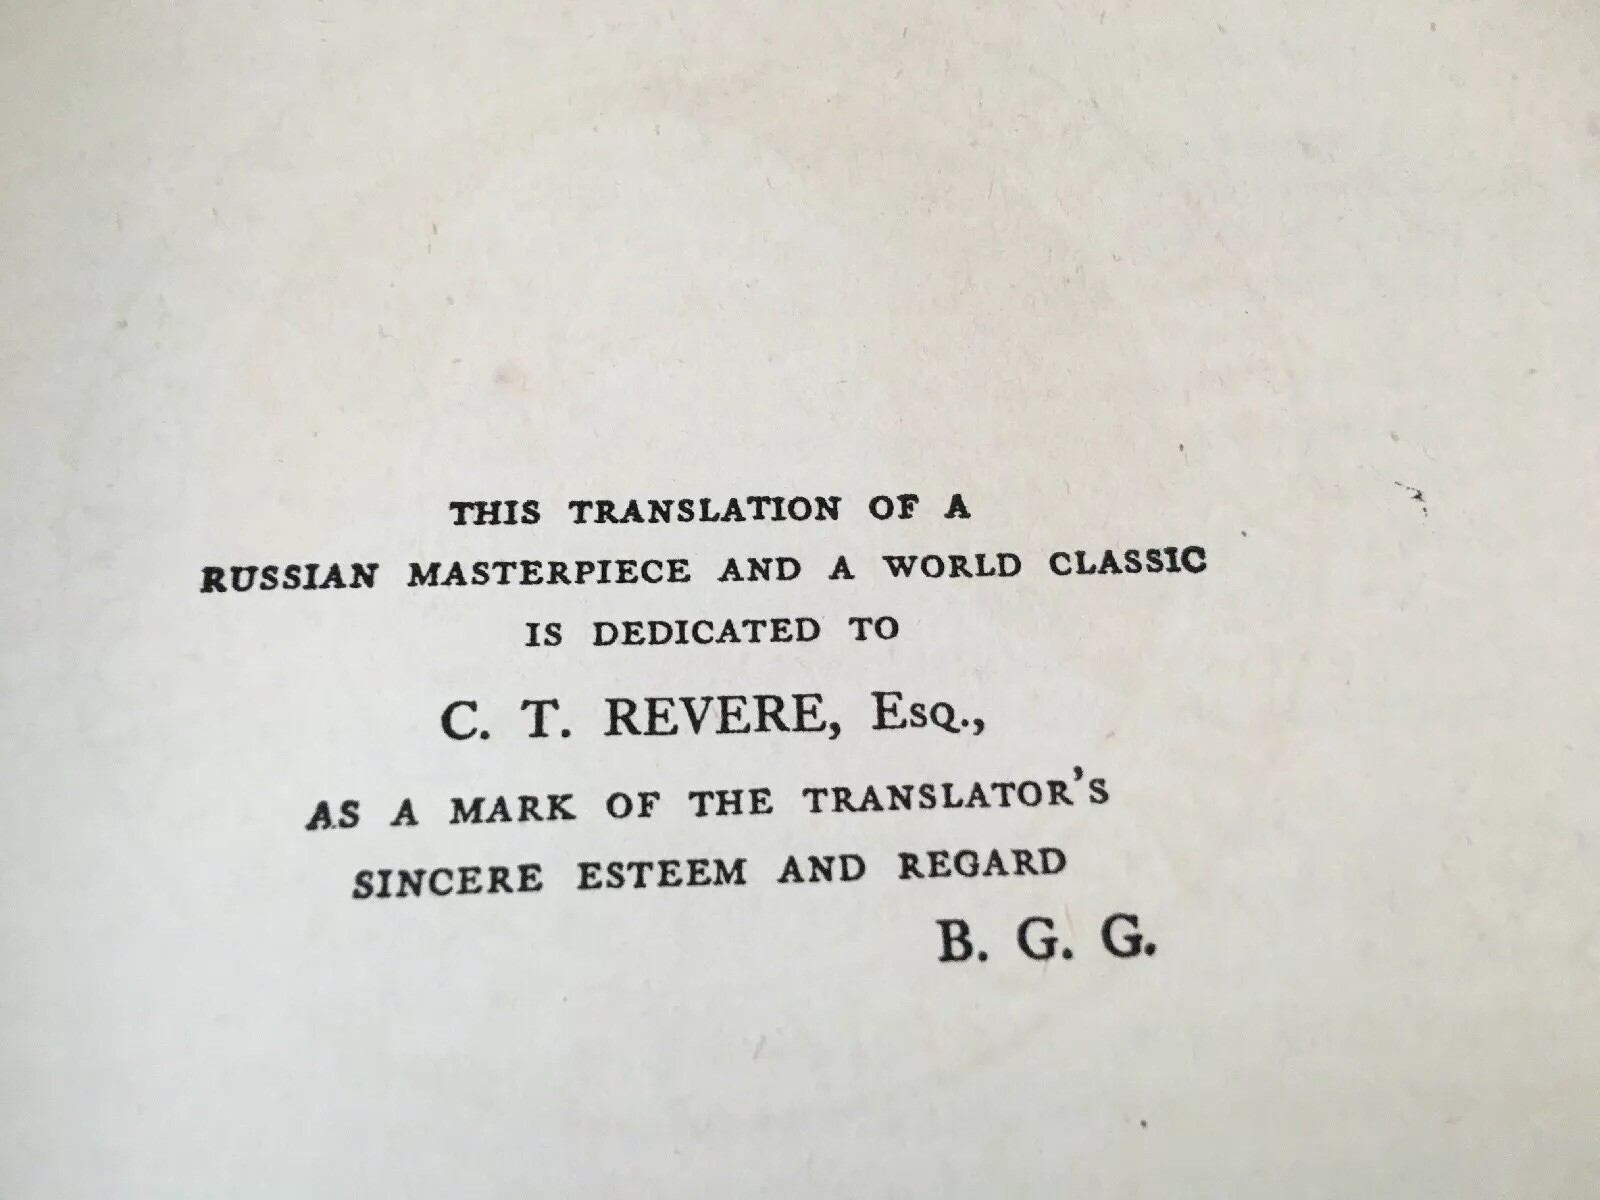 THIS TRANSLATION OF A
RUSSIAN MASTERPIECE AND A WORLD CLASSIC
IS DEDICATED TO
C. T. REVERE, Esq.,
AS A MARK OF THE TRANSLATOR'S
SINCERE ESTEEM AND REGARD
B. G. G.